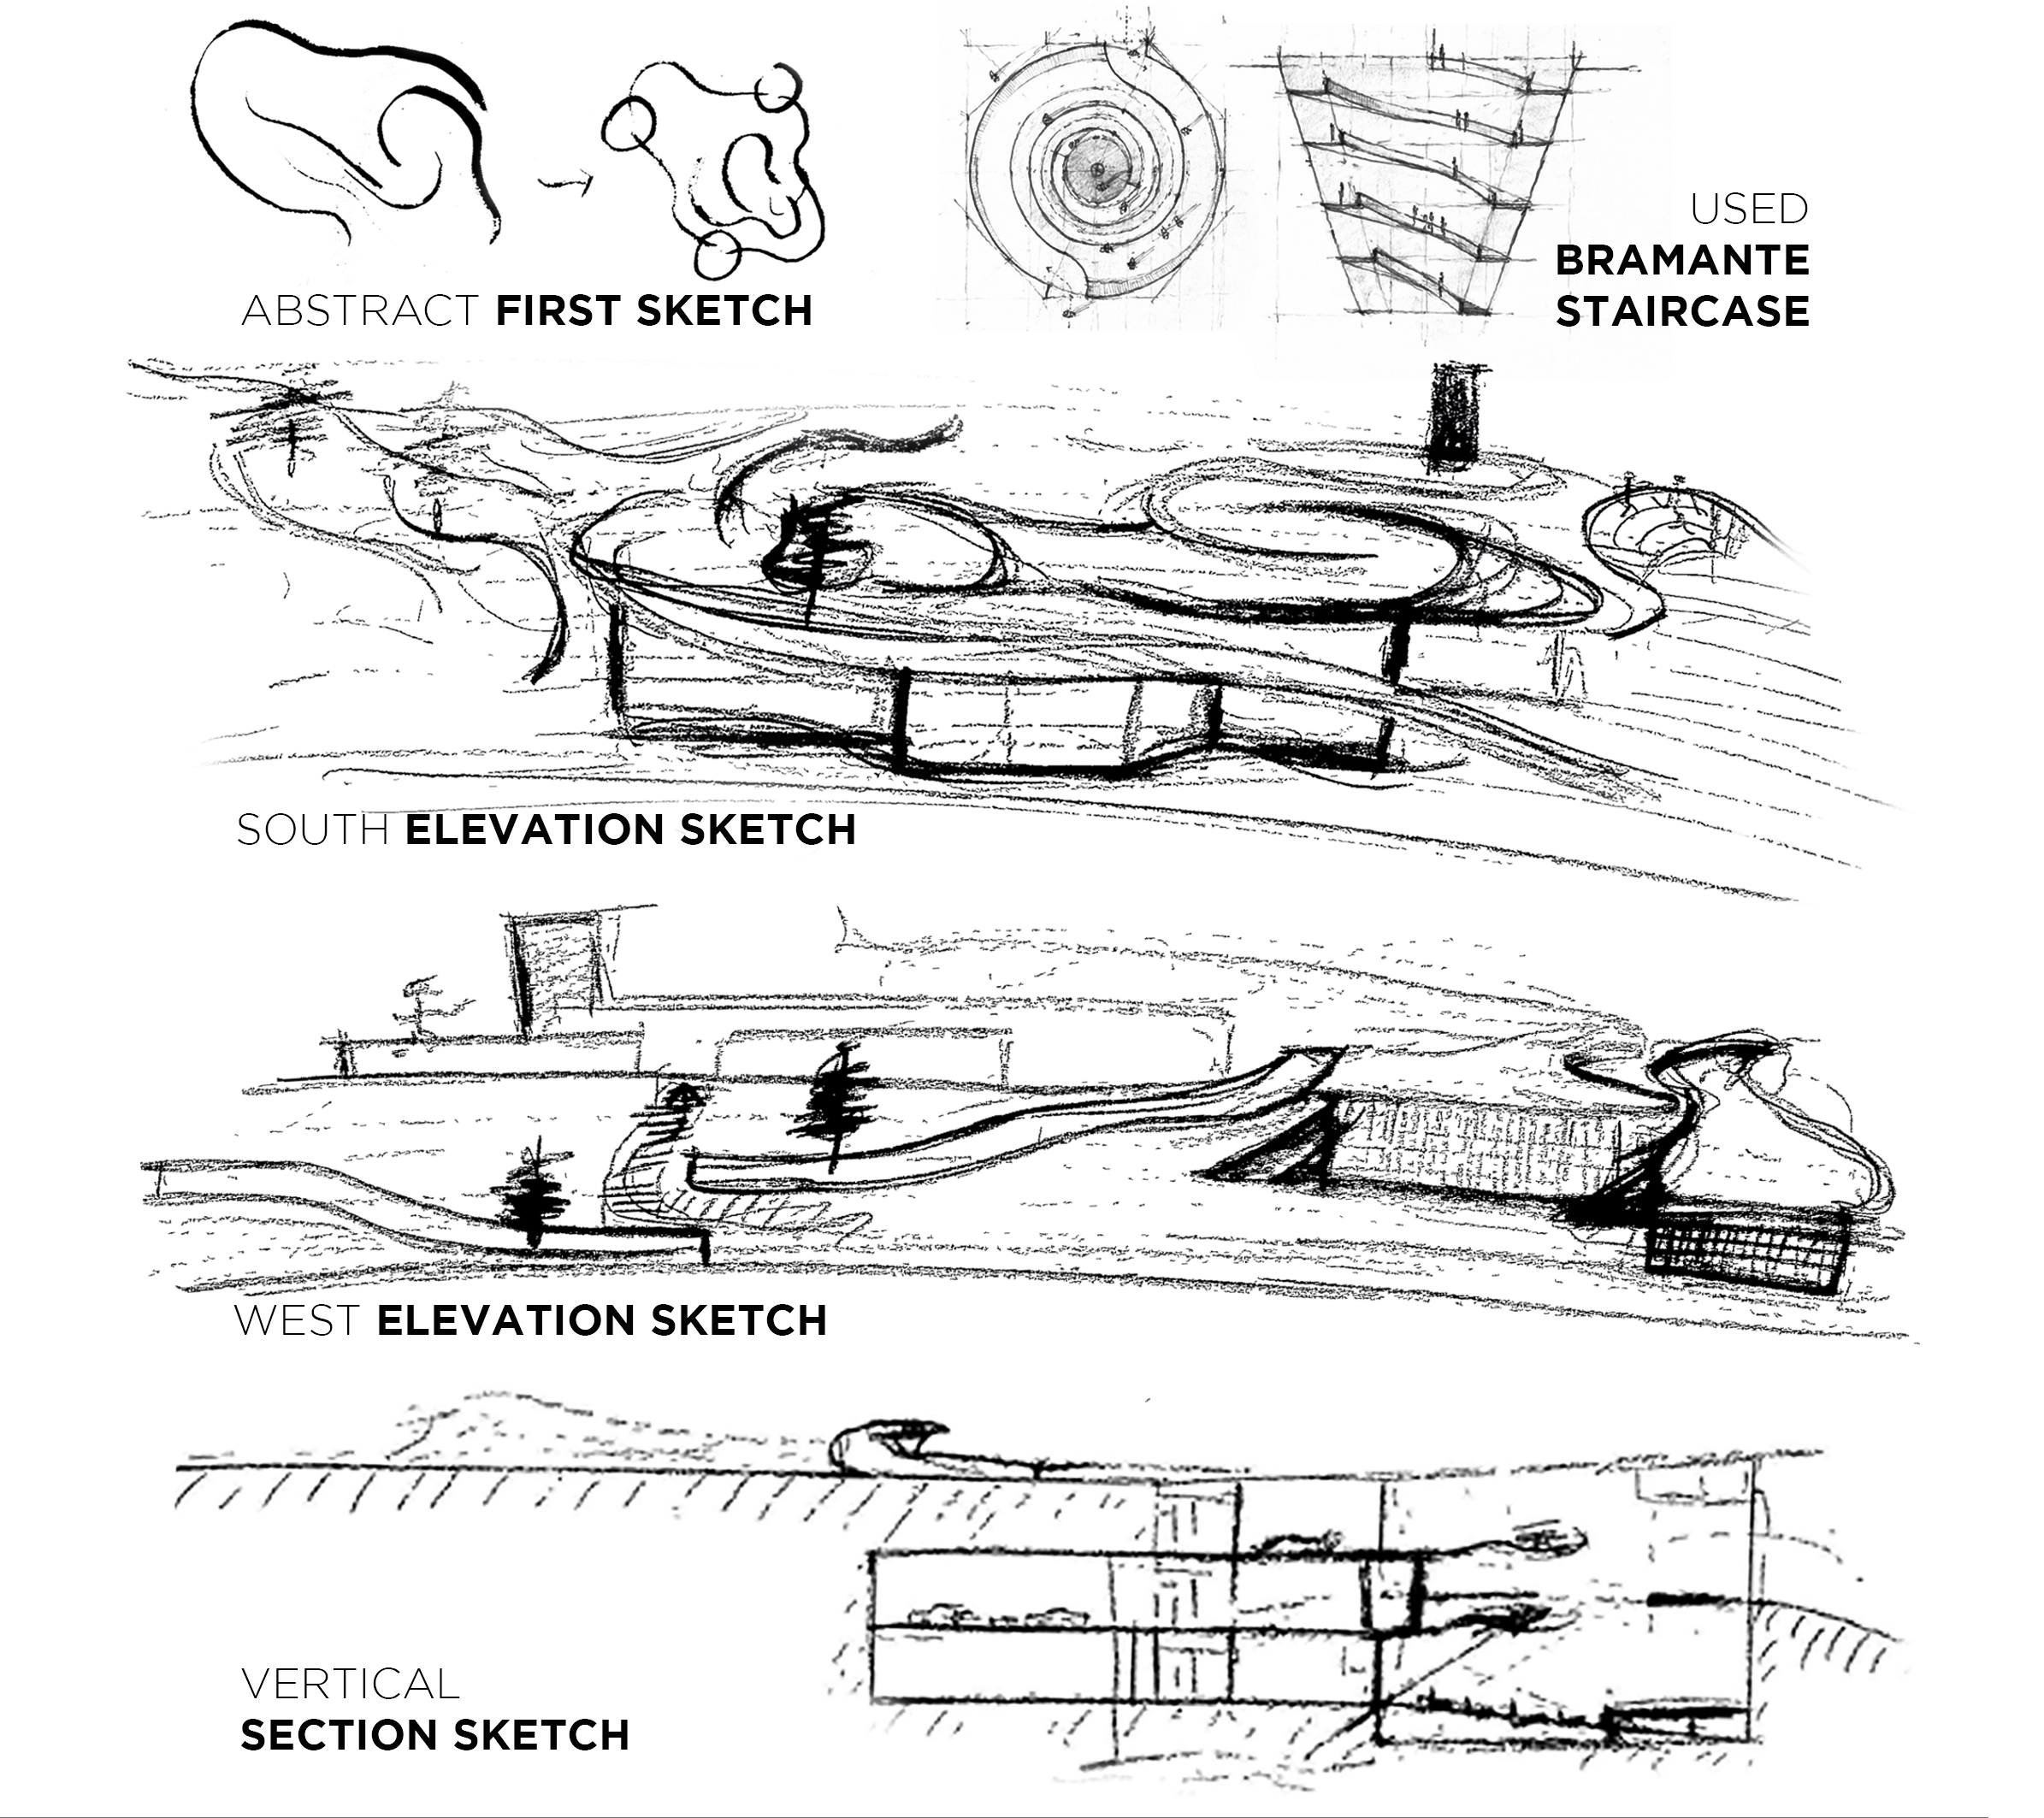 USED
BRAMANTE
STAIRCASE
ABSTRACT FIRST SKETCH
SOUTH ELEVATION SKETCH
WEST ELEVATION SKETCH
VERTICAL
SECTION SKETCH